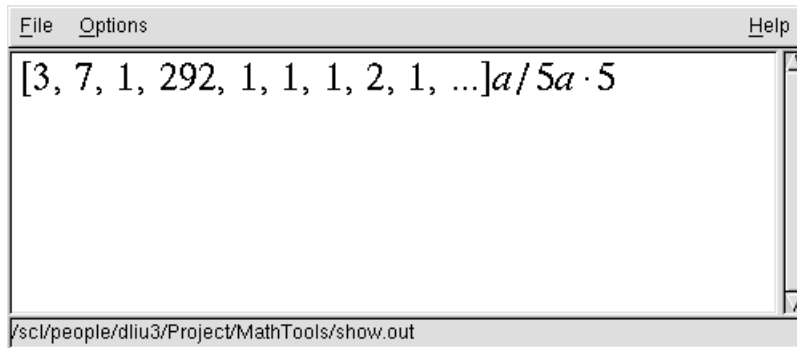 File Options Help
[3, 7, 1, 292, 1, 1, 1, 2, 1, ...]a/5a·5
/scl/people/dliu3/Project/MathTools/show.out